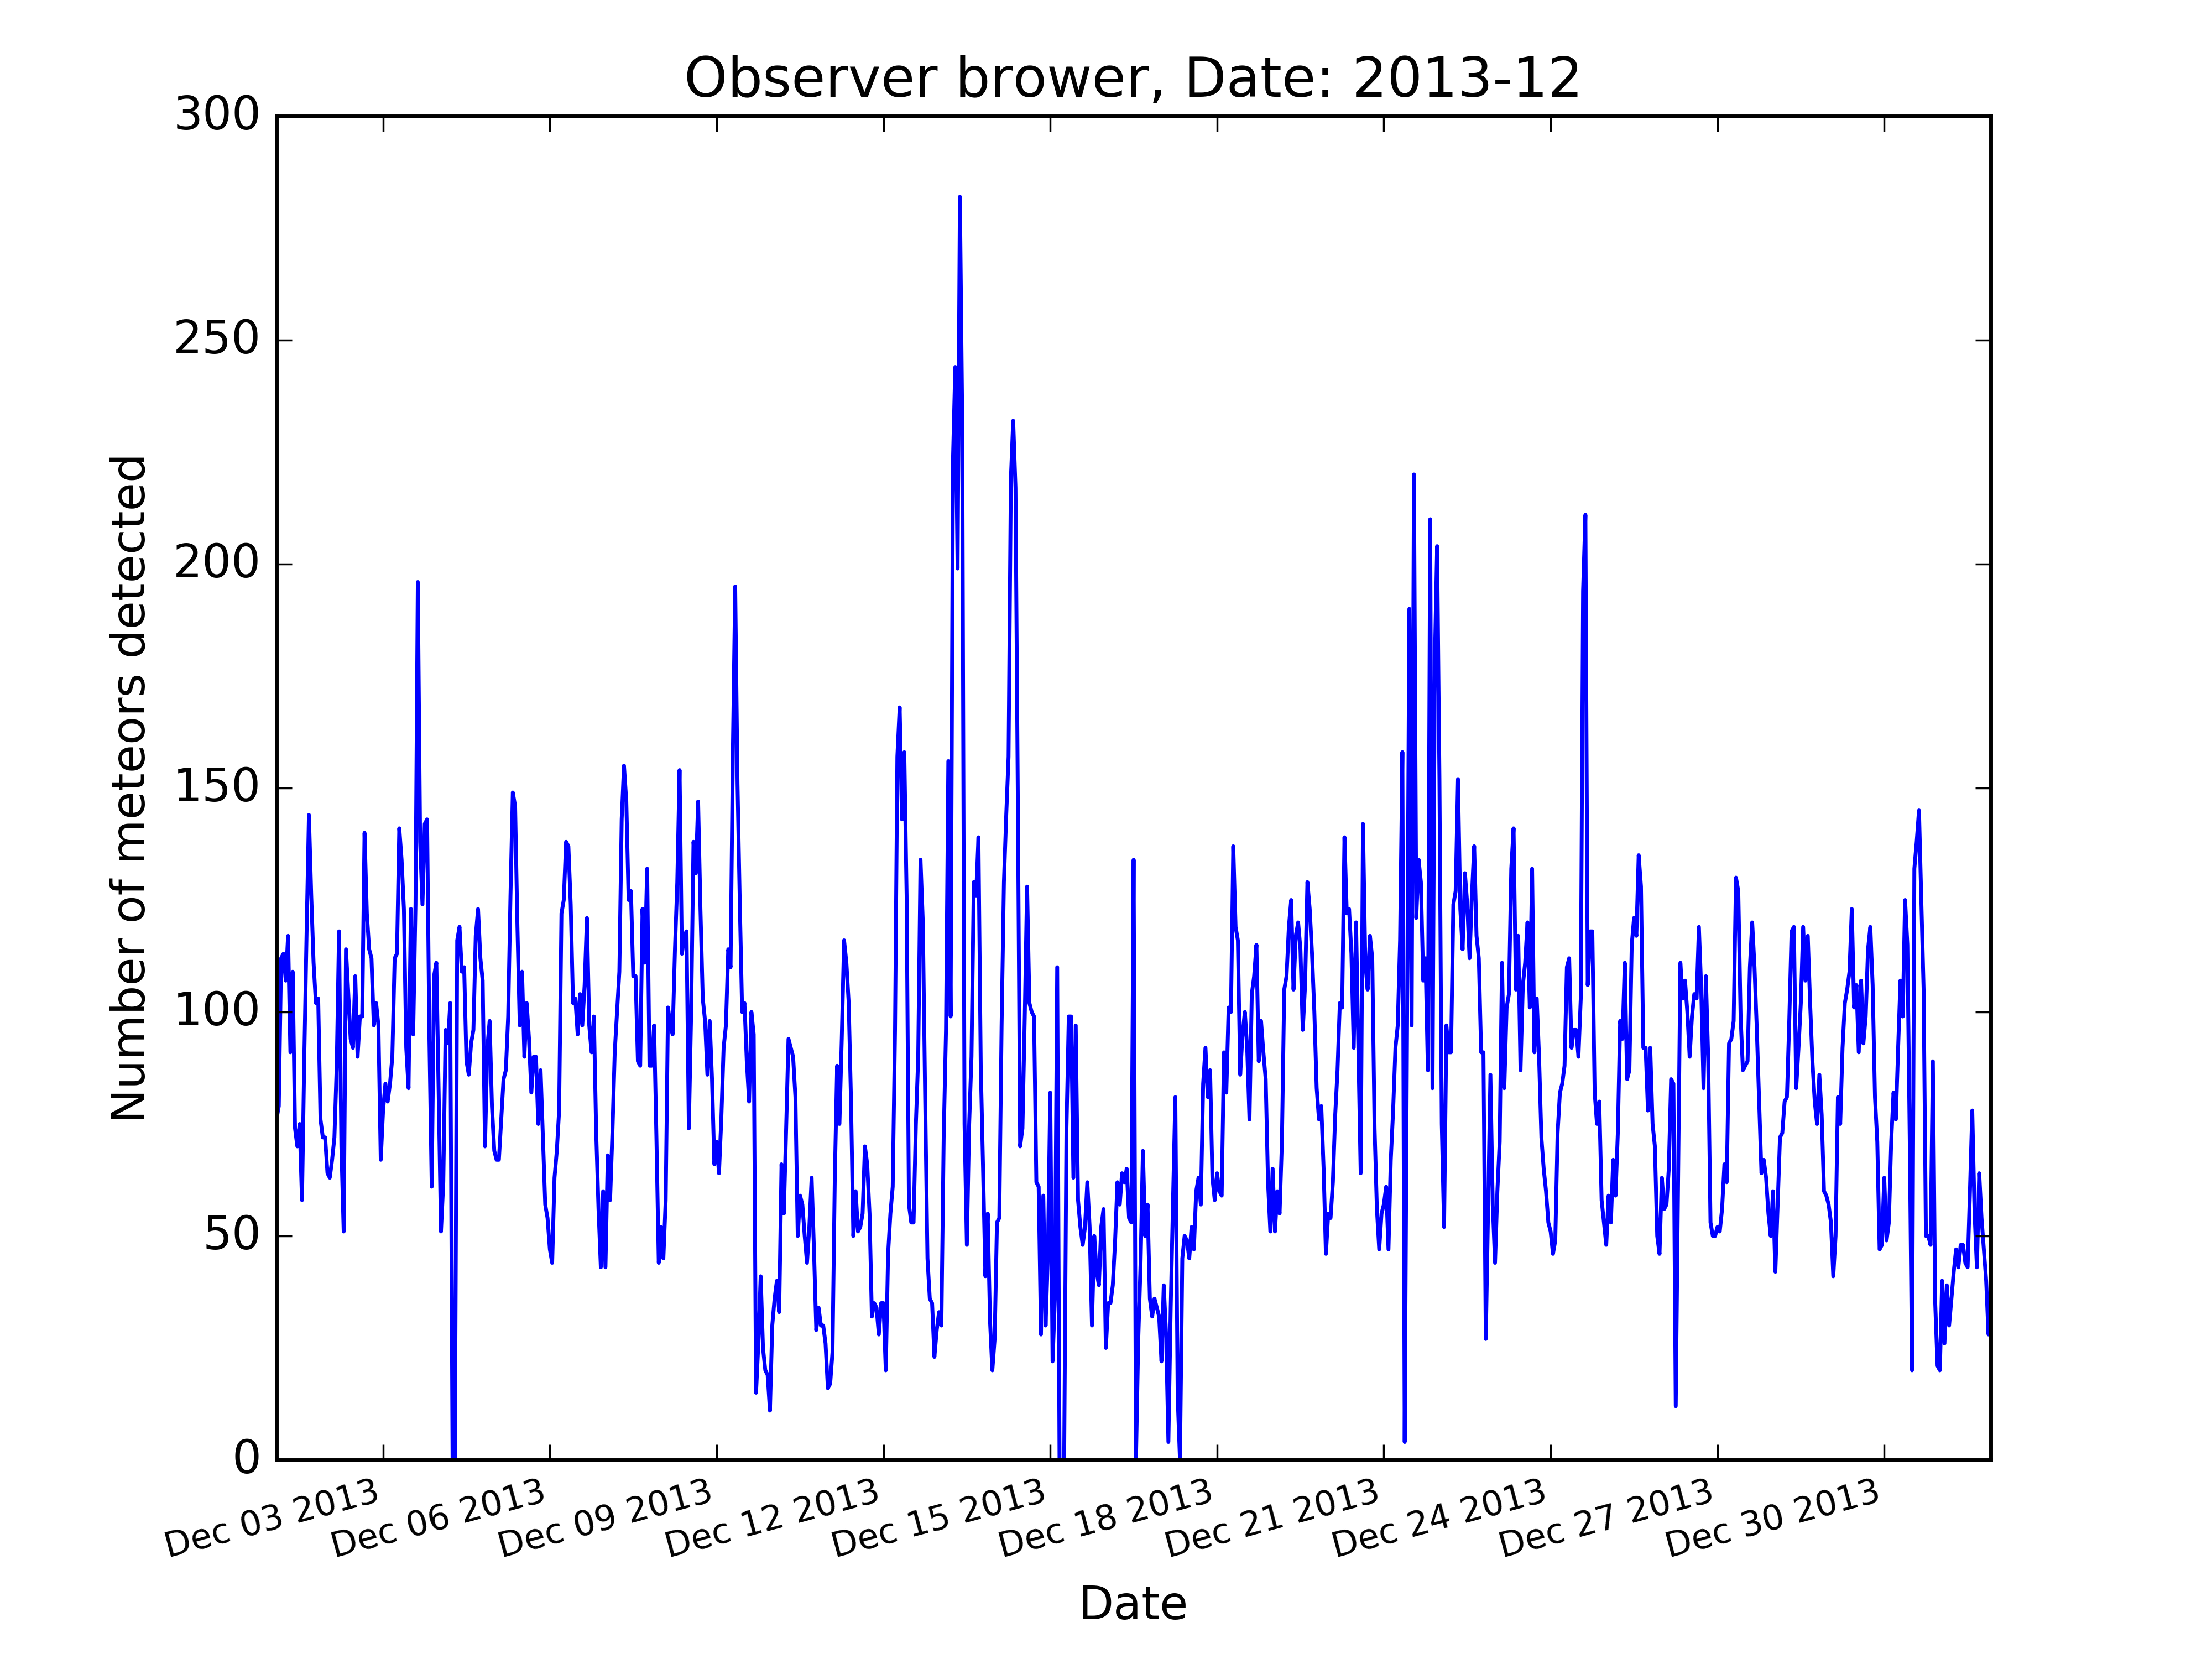 Observer brower, Date: 2013-12
300
250
200
150
100
50
0
Number of meteors detected
Dec 03 2013
Dec 06 2013
Dec 09 2013
Dec 12 2013
Dec 15 2013
Dec 18 2013
Dec 21 2013
Dec 24 2013
Dec 27 2013
Dec 30 2013
Date